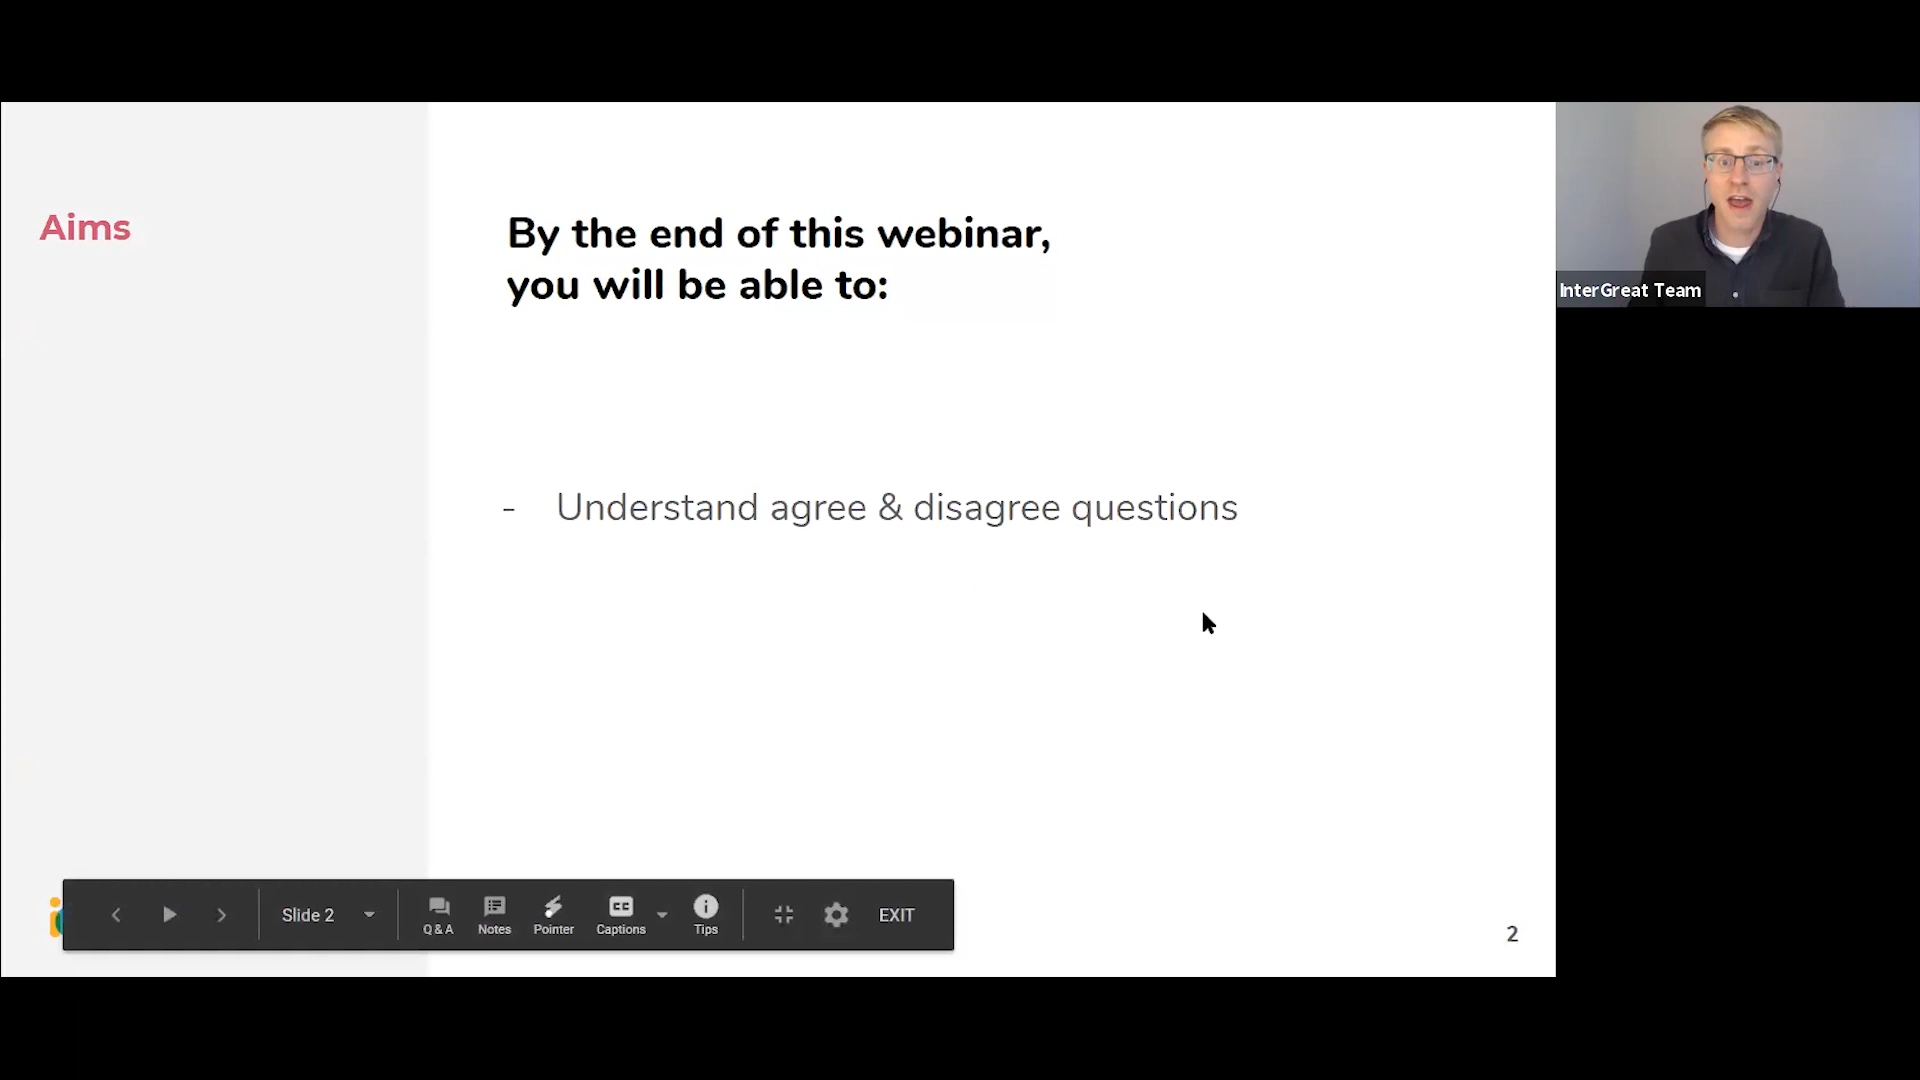 Aims
By the end of this webinar,
you will be able to:
- Understand agree & disagree questions
InterGreat Team
Slide 2
Q & A
Notes
Pointer
Captions
Tips
EXIT
2